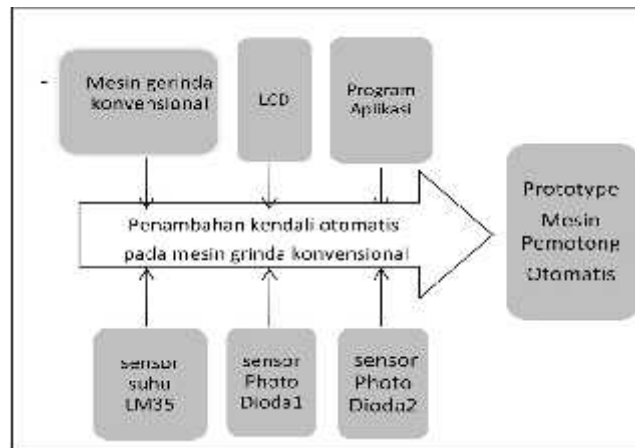 Mesin gerinda
konvensional
LCD
Program
Aplikasi
Penambahan kendali otomatis
pada mesin grinda konvensional
Prototype
Mesin
Pemotong
Otomatis
sensor
suhu
LM35
sensor
Photo
Dioda1
sensor
Photo
Dioda2